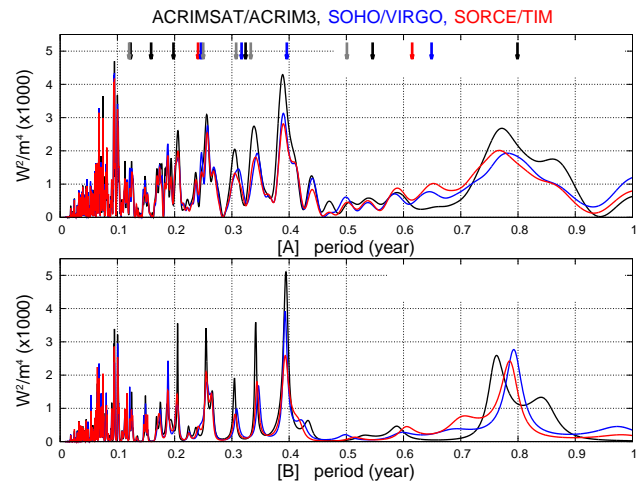 ACRIMSAT/ACRIM3, SOHO/VIRGO, SORCE/TIM
W²/m⁴ (x1000)
5
4
3
2
1
0
0 0.1 0.2 0.3 0.4 0.5 0.6 0.7 0.8 0.9 1
[A] period (year)
W²/m⁴ (x1000)
5
4
3
2
1
0
0 0.1 0.2 0.3 0.4 0.5 0.6 0.7 0.8 0.9 1
[B] period (year)